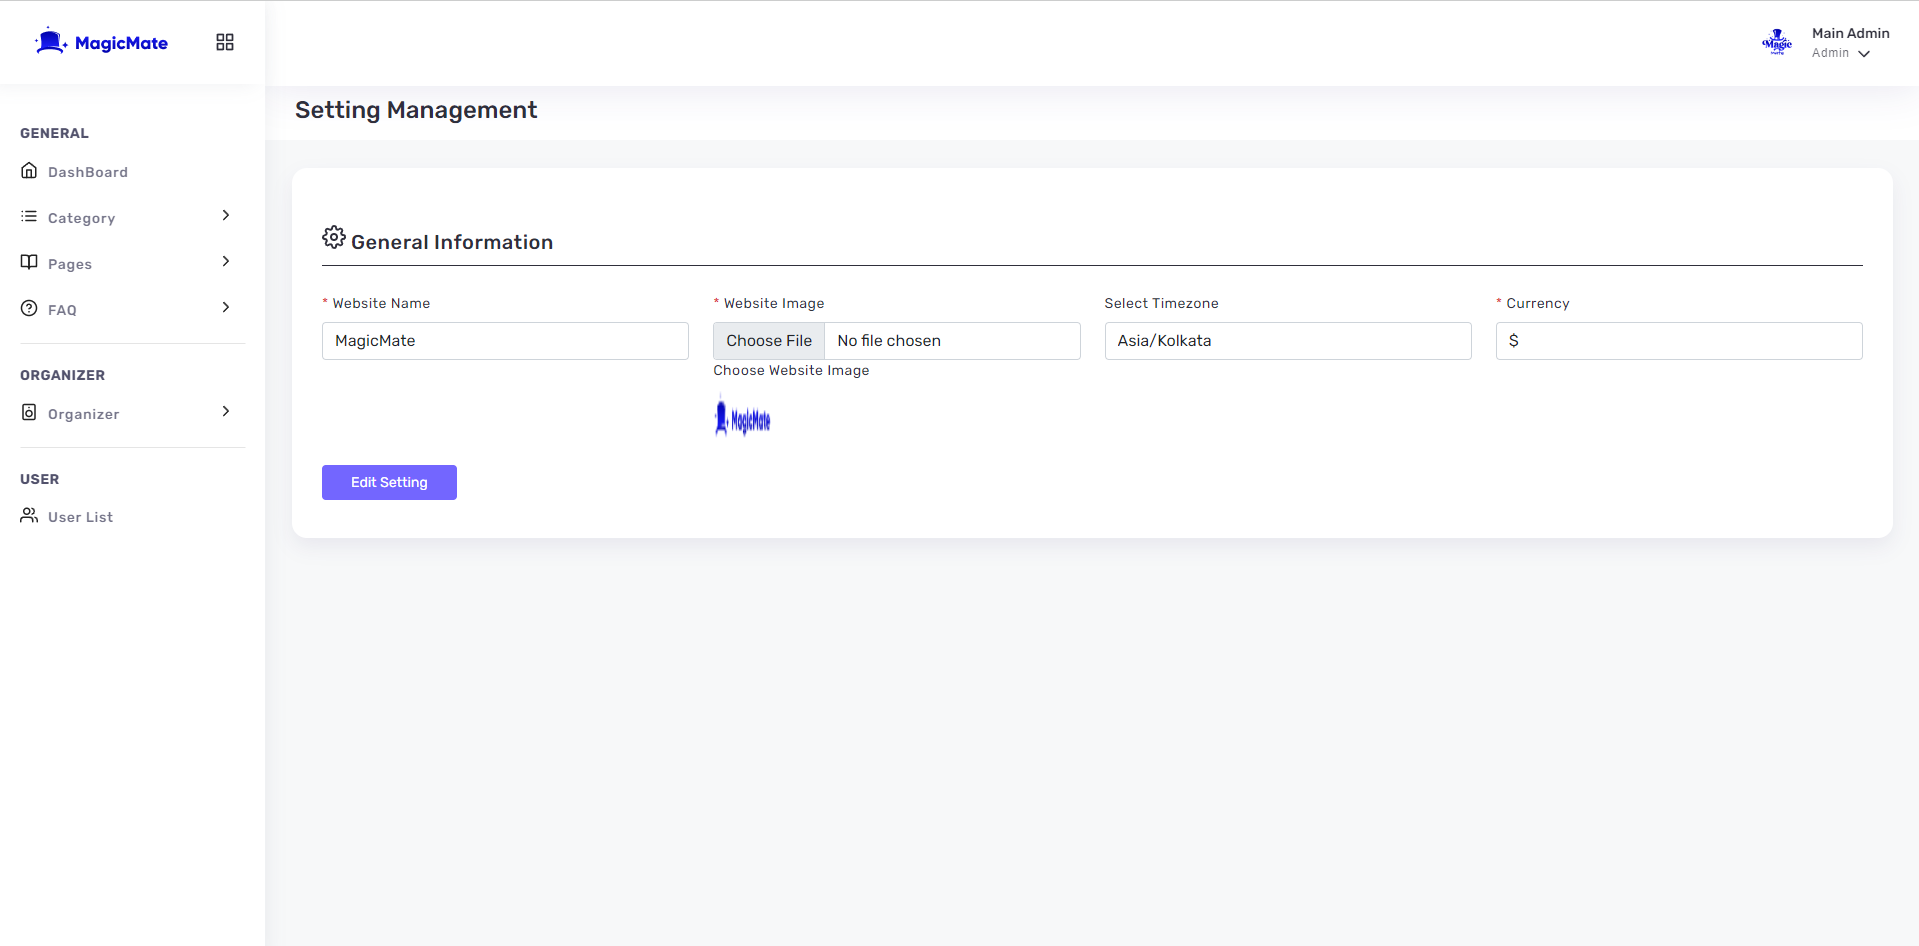 MagicMate
Main Admin
Admin
Setting Management
GENERAL
DashBoard
Category
Pages
FAQ
ORGANIZER
Organizer
USER
User List
General Information
* Website Name
MagicMate
* Website Image
Choose File No file chosen
Choose Website Image
MagicMate
Select Timezone
Asia/Kolkata
* Currency
$
Edit Setting